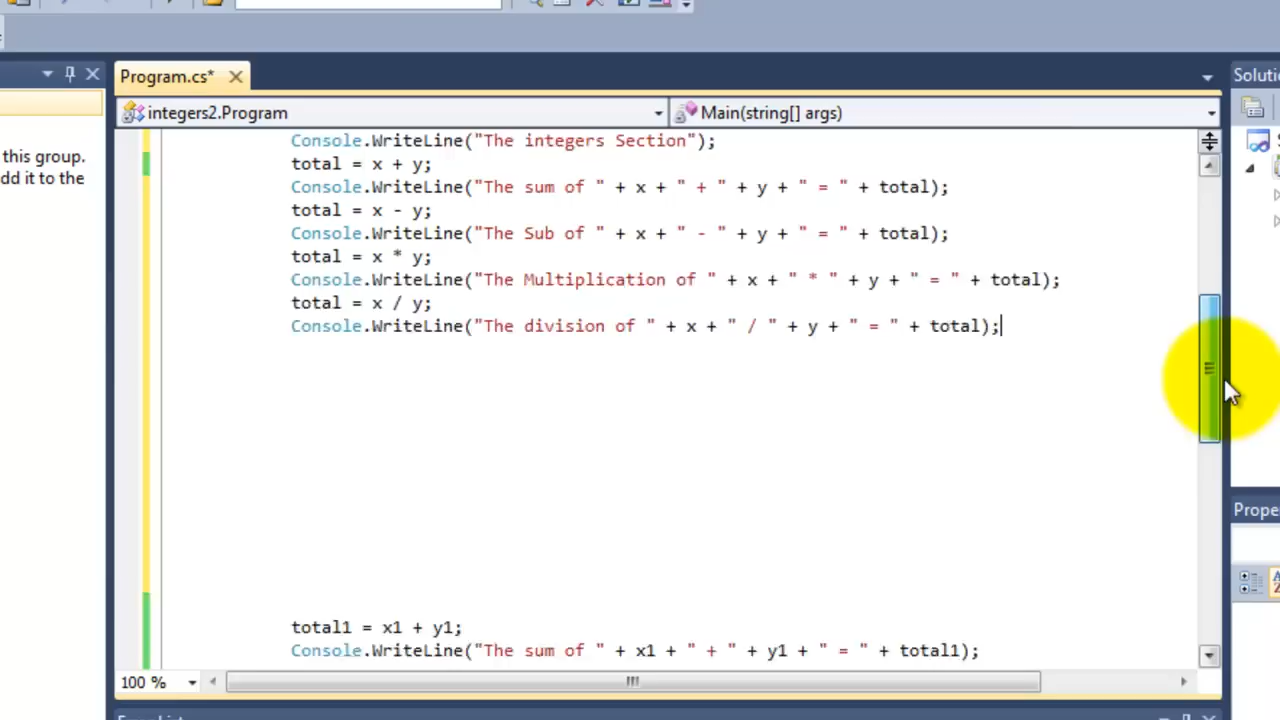 Program.cs*
Solutio
integers2.Program
Main(string[] args)
this group.
dd it to the
Console.WriteLine("The integers Section");
total = x + y;
Console.WriteLine("The sum of " + x + " + " + y + " = " + total);
total = x - y;
Console.WriteLine("The Sub of " + x + " - " + y + " = " + total);
total = x * y;
Console.WriteLine("The Multiplication of " + x + " * " + y + " = " + total);
total = x / y;
Console.WriteLine("The division of " + x + " / " + y + " = " + total);
Prope
total1 = x1 + y1;
Console.WriteLine("The sum of " + x1 + " + " + y1 + " = " + total1);
100 %